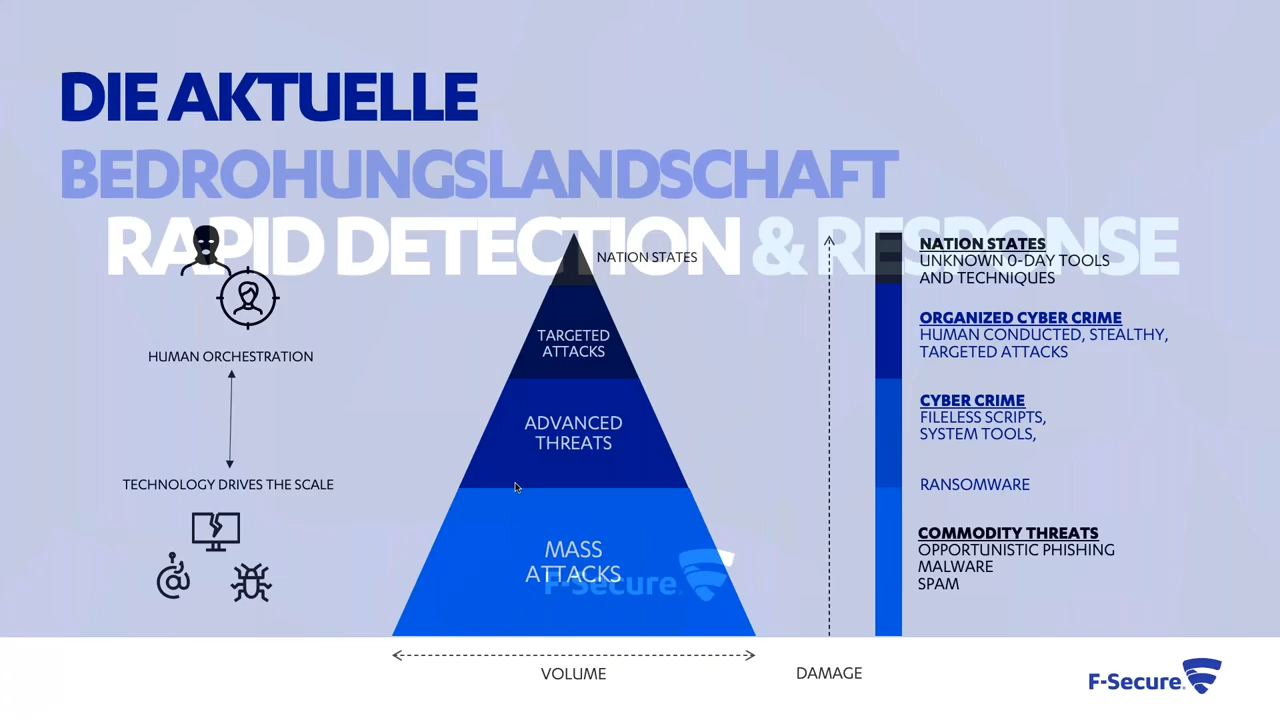 DIE AKTUELLE
BEDROHUNGSLANDSCHAFT
RAPID DETECTION & RESPONSE
HUMAN ORCHESTRATION
TECHNOLOGY DRIVES THE SCALE
NATION STATES
TARGETED
ATTACKS
ADVANCED
THREATS
MASS
ATTACKS
F-Secure.
VOLUME
DAMAGE
NATION STATES
UNKNOWN 0-DAY TOOLS
AND TECHNIQUES
ORGANIZED CYBER CRIME
HUMAN CONDUCTED, STEALTHY,
TARGETED ATTACKS
CYBER CRIME
FILELESS SCRIPTS,
SYSTEM TOOLS,
RANSOMWARE
COMMODITY THREATS
OPPORTUNISTIC PHISHING
MALWARE
SPAM
F-Secure.